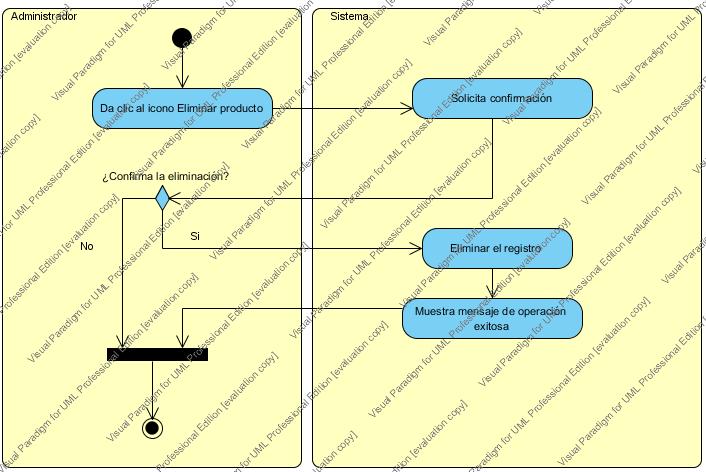 Administrador
Sistema
Da clic al icono Eliminar producto
Solicita confirmación
¿Confirma la eliminación?
No
Si
Eliminar el registro
Muestra mensaje de operación
exitosa
Visual Paradigm for UML Professional Edition [evaluation copy]